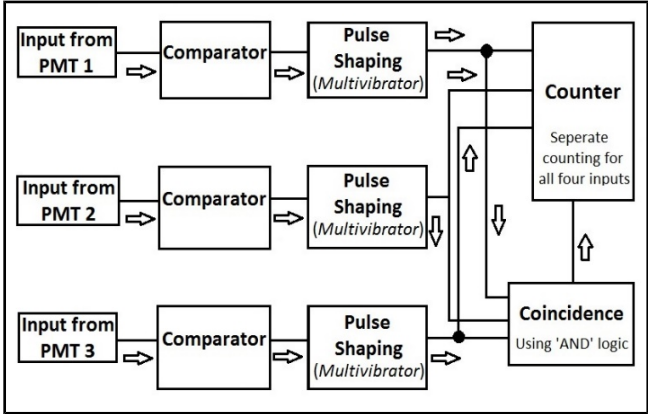 Input from
PMT 1
Comparator
Pulse
Shaping
(Multivibrator)
Counter
Seperate
counting for
all four inputs
Input from
PMT 2
Comparator
Pulse
Shaping
(Multivibrator)
Input from
PMT 3
Comparator
Pulse
Shaping
(Multivibrator)
Coincidence
Using 'AND' logic